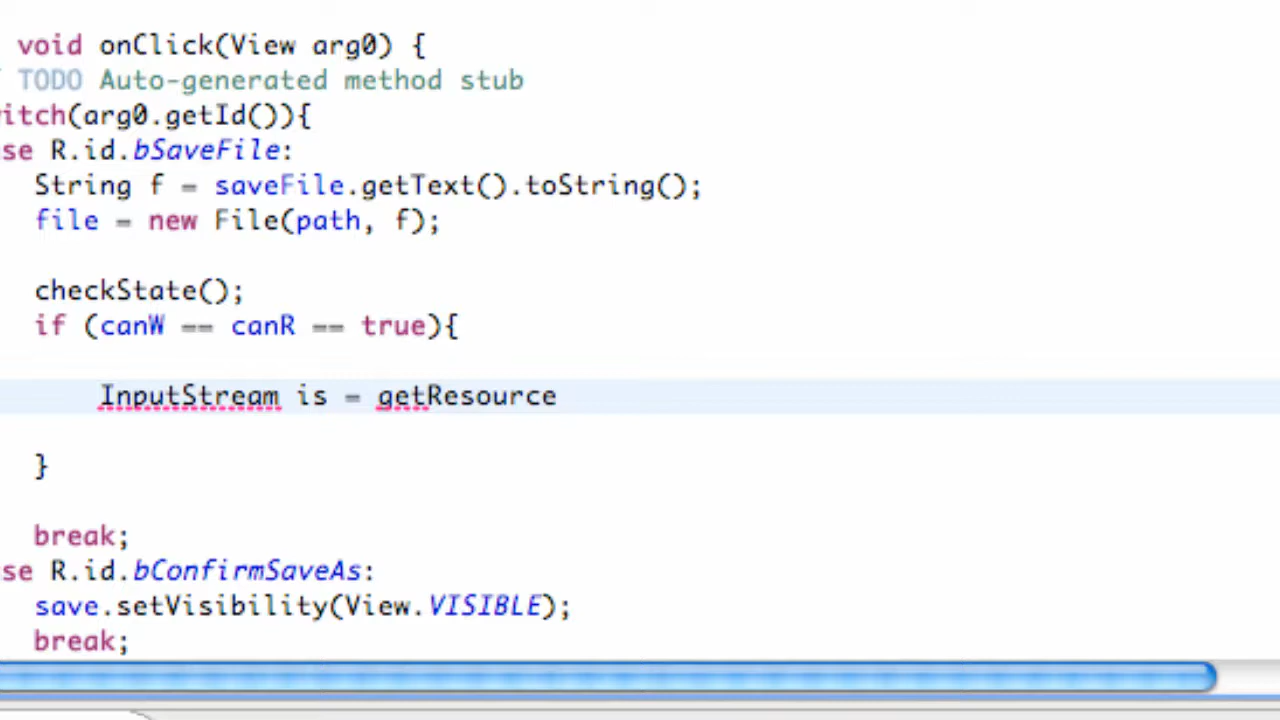 void onClick(View arg0) {
TODO Auto-generated method stub
itch(arg0.getId()){
se R.id.bSaveFile:
String f = saveFile.getText().toString();
file = new File(path, f);
checkState();
if (canW == canR == true){
InputStream is = getResource
}
break;
se R.id.bConfirmSaveAs:
save.setVisibility(View.VISIBLE);
break;